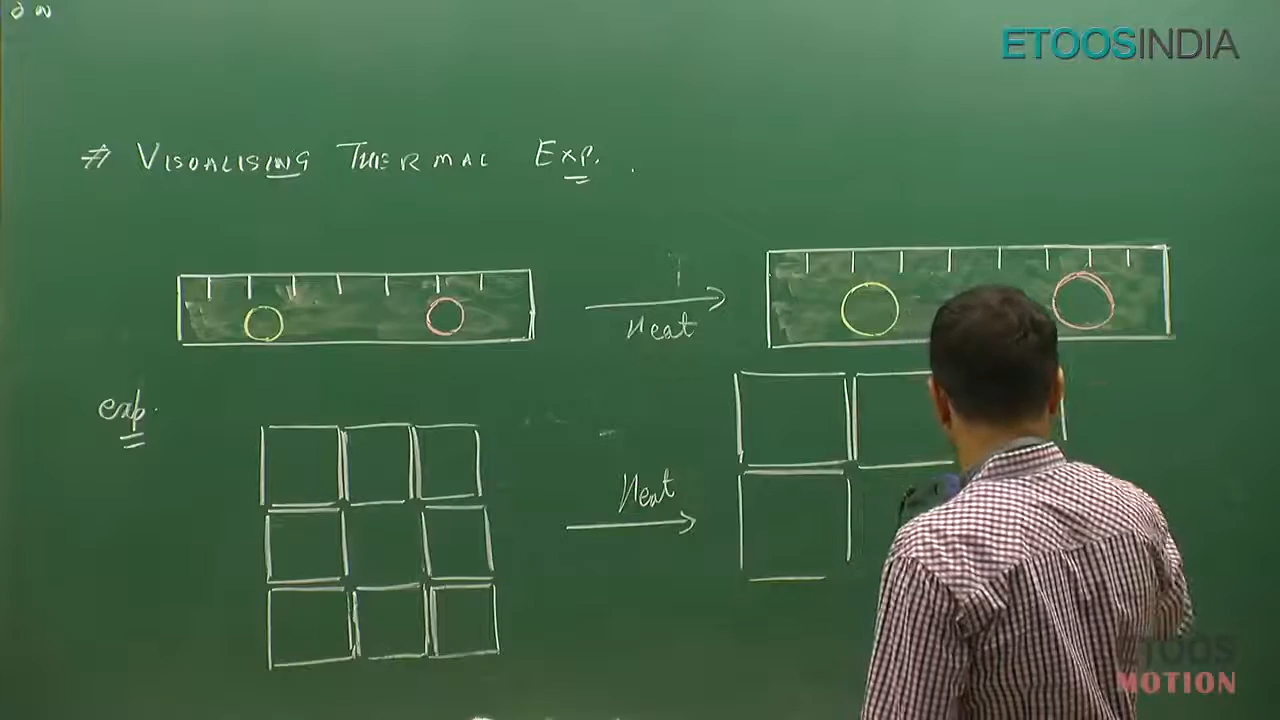 ETOOSINDIA
# VISUALISING THERMAL EXP.
Heat
exp.
Heat
ETOOS
MOTION